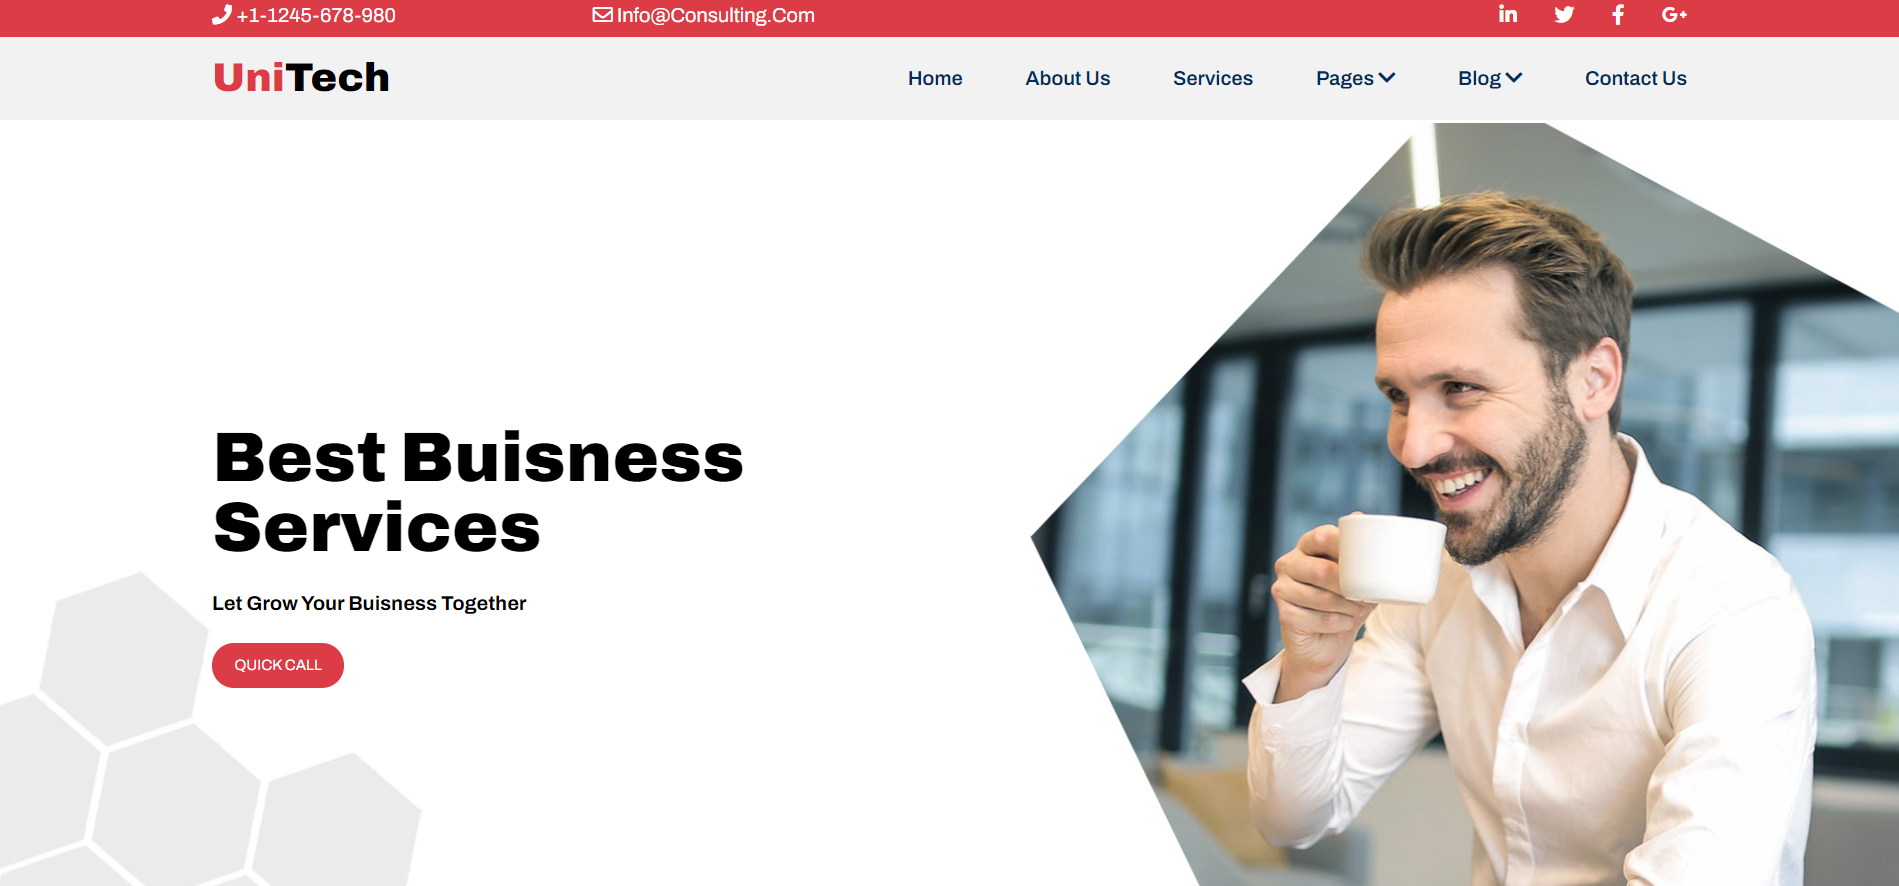 +1-1245-678-980 Info@Consulting.Com in f G+
UniTech Home About Us Services Pages Blog Contact Us
Best Buisness
Services
Let Grow Your Buisness Together
QUICK CALL